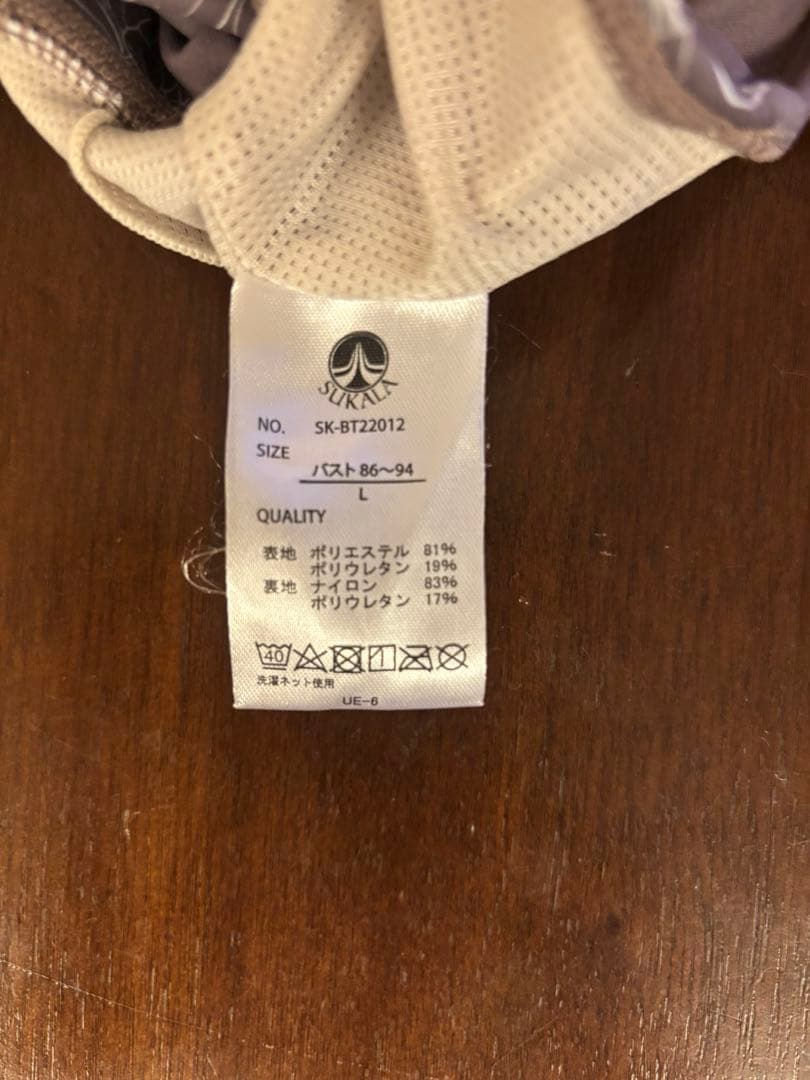 SUKALA
NO. SK-BT22012
SIZE
バスト 86～94
L
QUALITY
表地 ポリエステル 81%
ポリウレタン 19%
裏地 ナイロン 83%
ポリウレタン 17%
40
洗濯ネット使用
UE-6